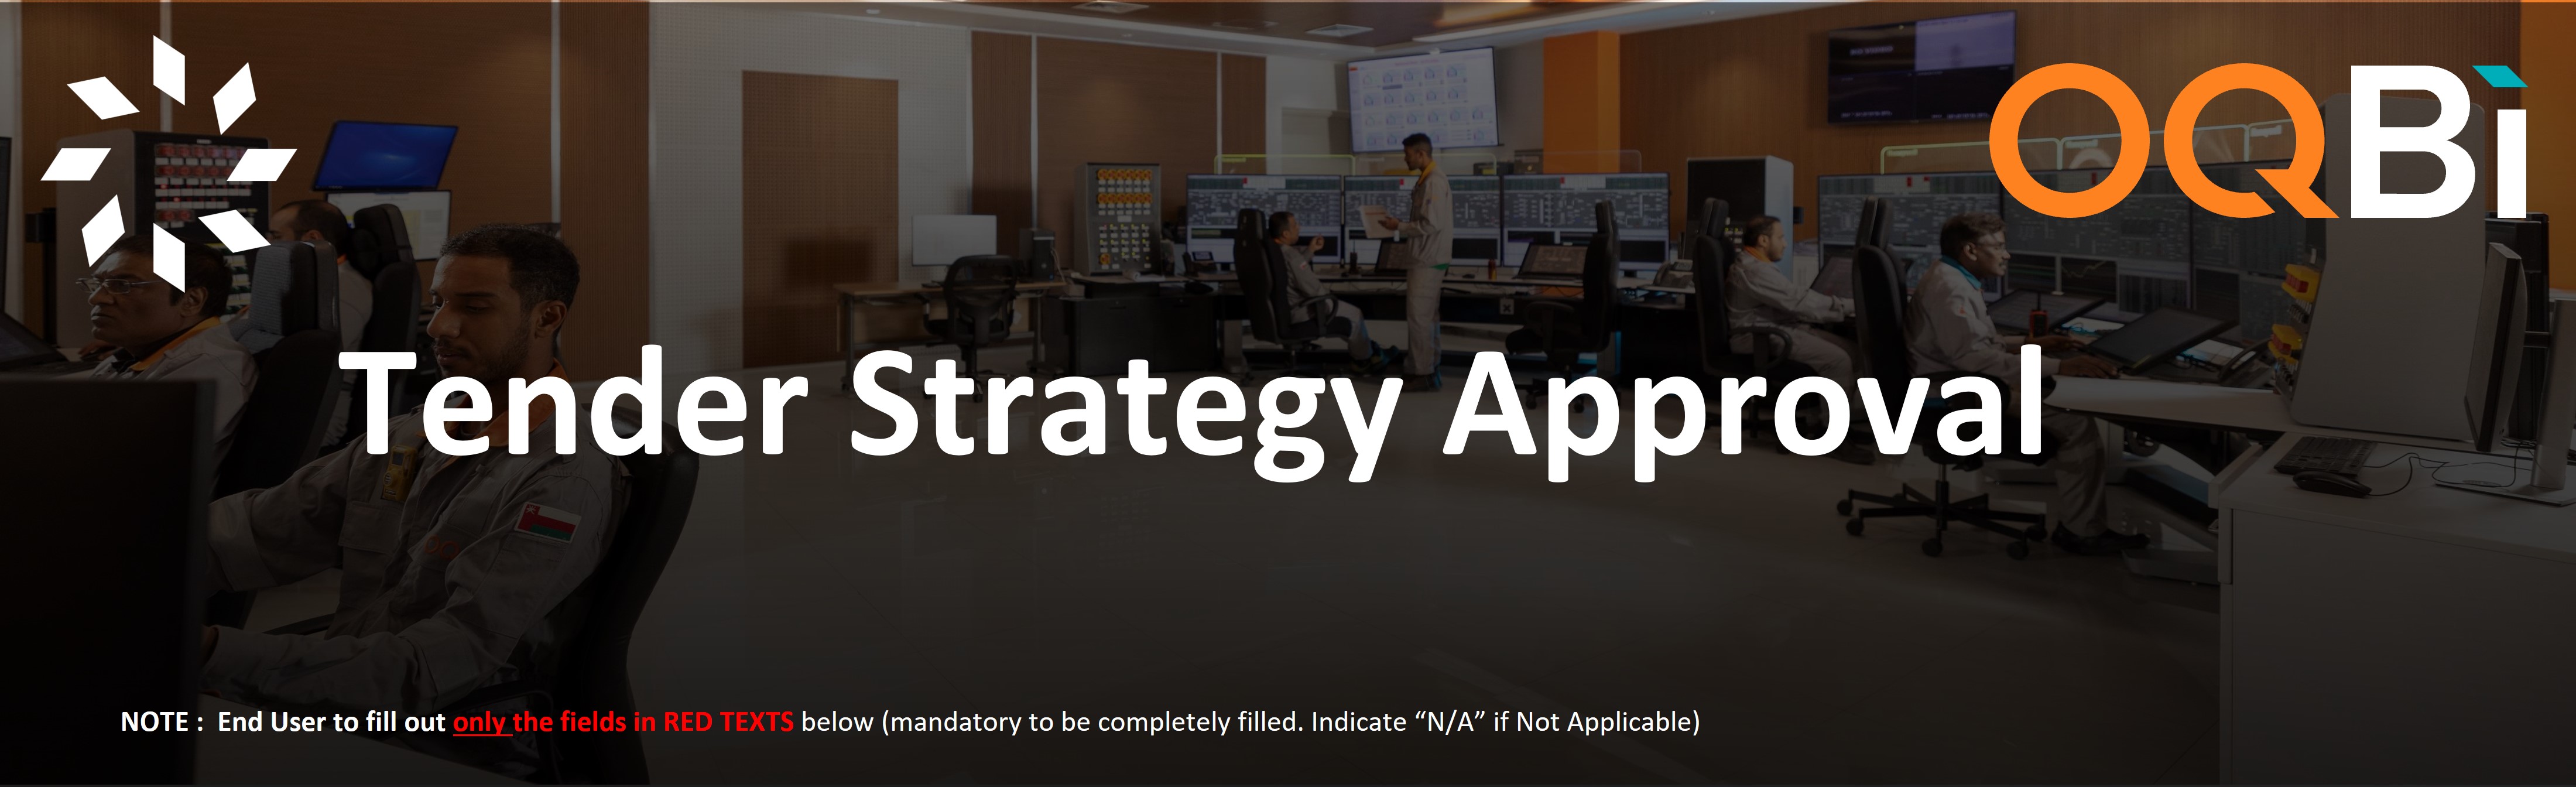 OQBi
Tender Strategy Approval
NOTE :  End User to fill out only the fields in RED TEXTS below (mandatory to be completely filled. Indicate “N/A” if Not Applicable)